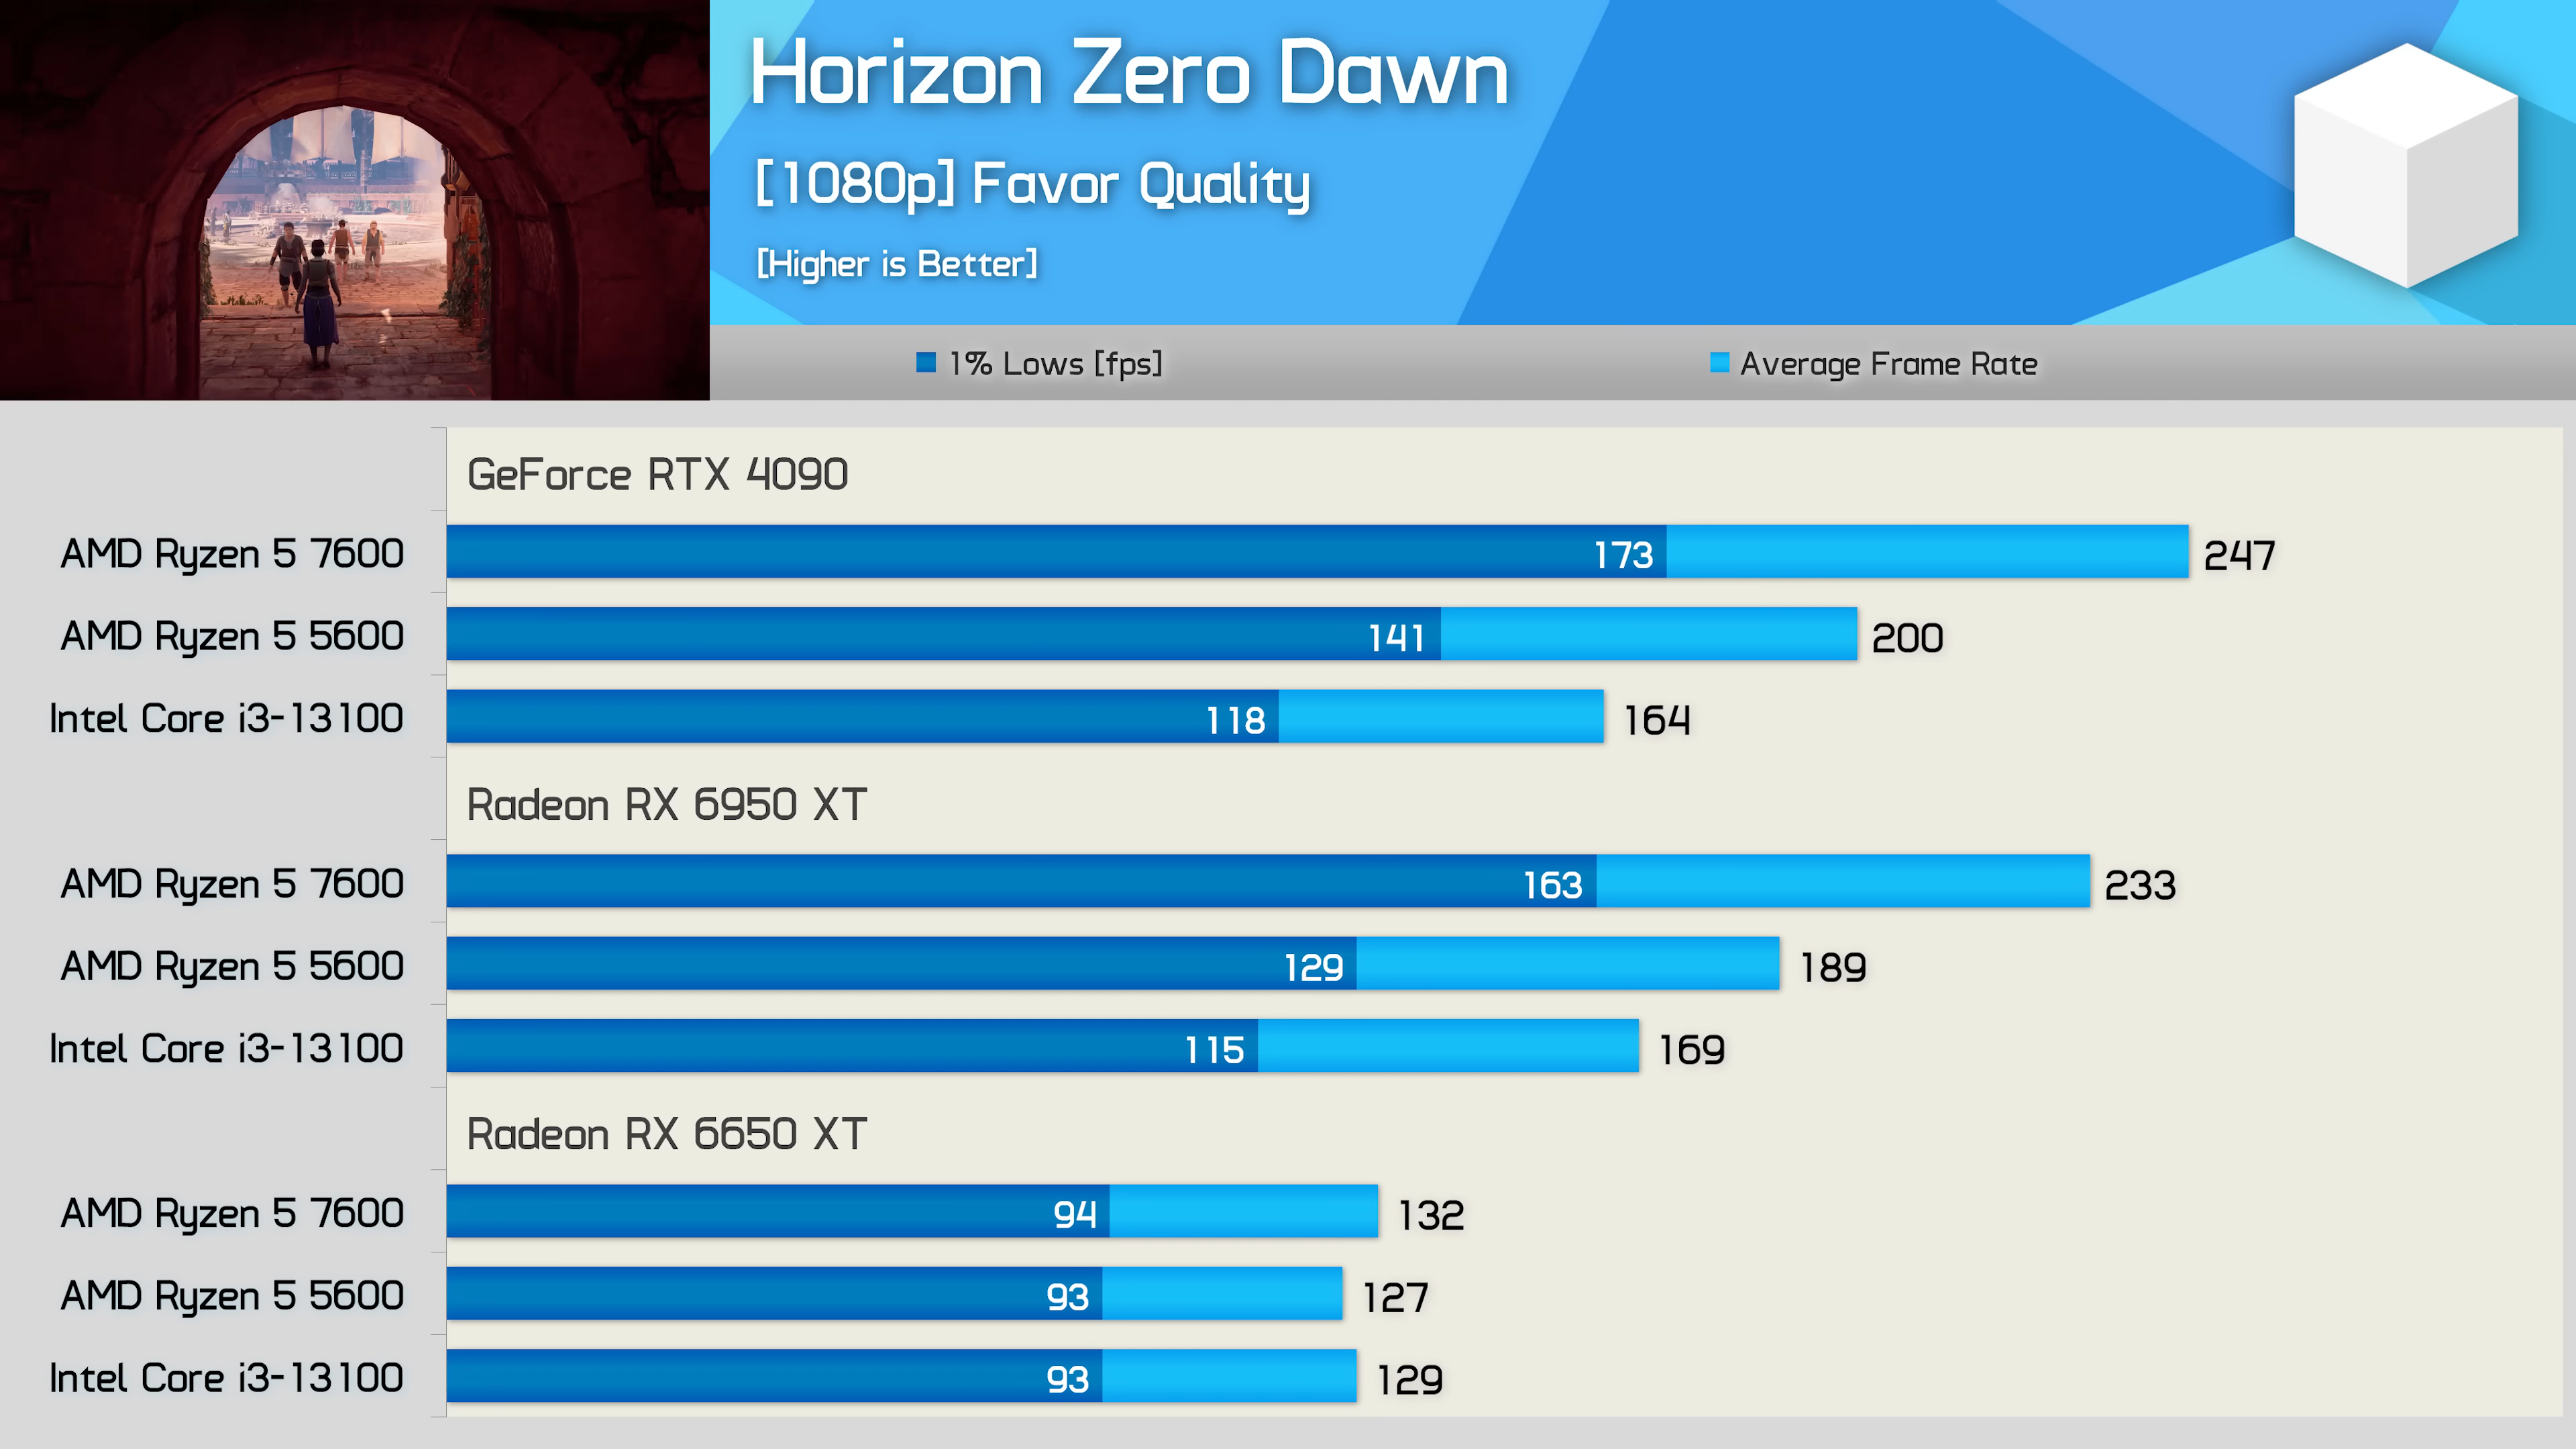 Horizon Zero Dawn
[1080p] Favor Quality
[Higher is Better]
1% Lows [fps] Average Frame Rate
GeForce RTX 4090
AMD Ryzen 5 7600 173 247
AMD Ryzen 5 5600 141 200
Intel Core i3-13100 118 164
Radeon RX 6950 XT
AMD Ryzen 5 7600 163 233
AMD Ryzen 5 5600 129 189
Intel Core i3-13100 115 169
Radeon RX 6650 XT
AMD Ryzen 5 7600 94 132
AMD Ryzen 5 5600 93 127
Intel Core i3-13100 93 129